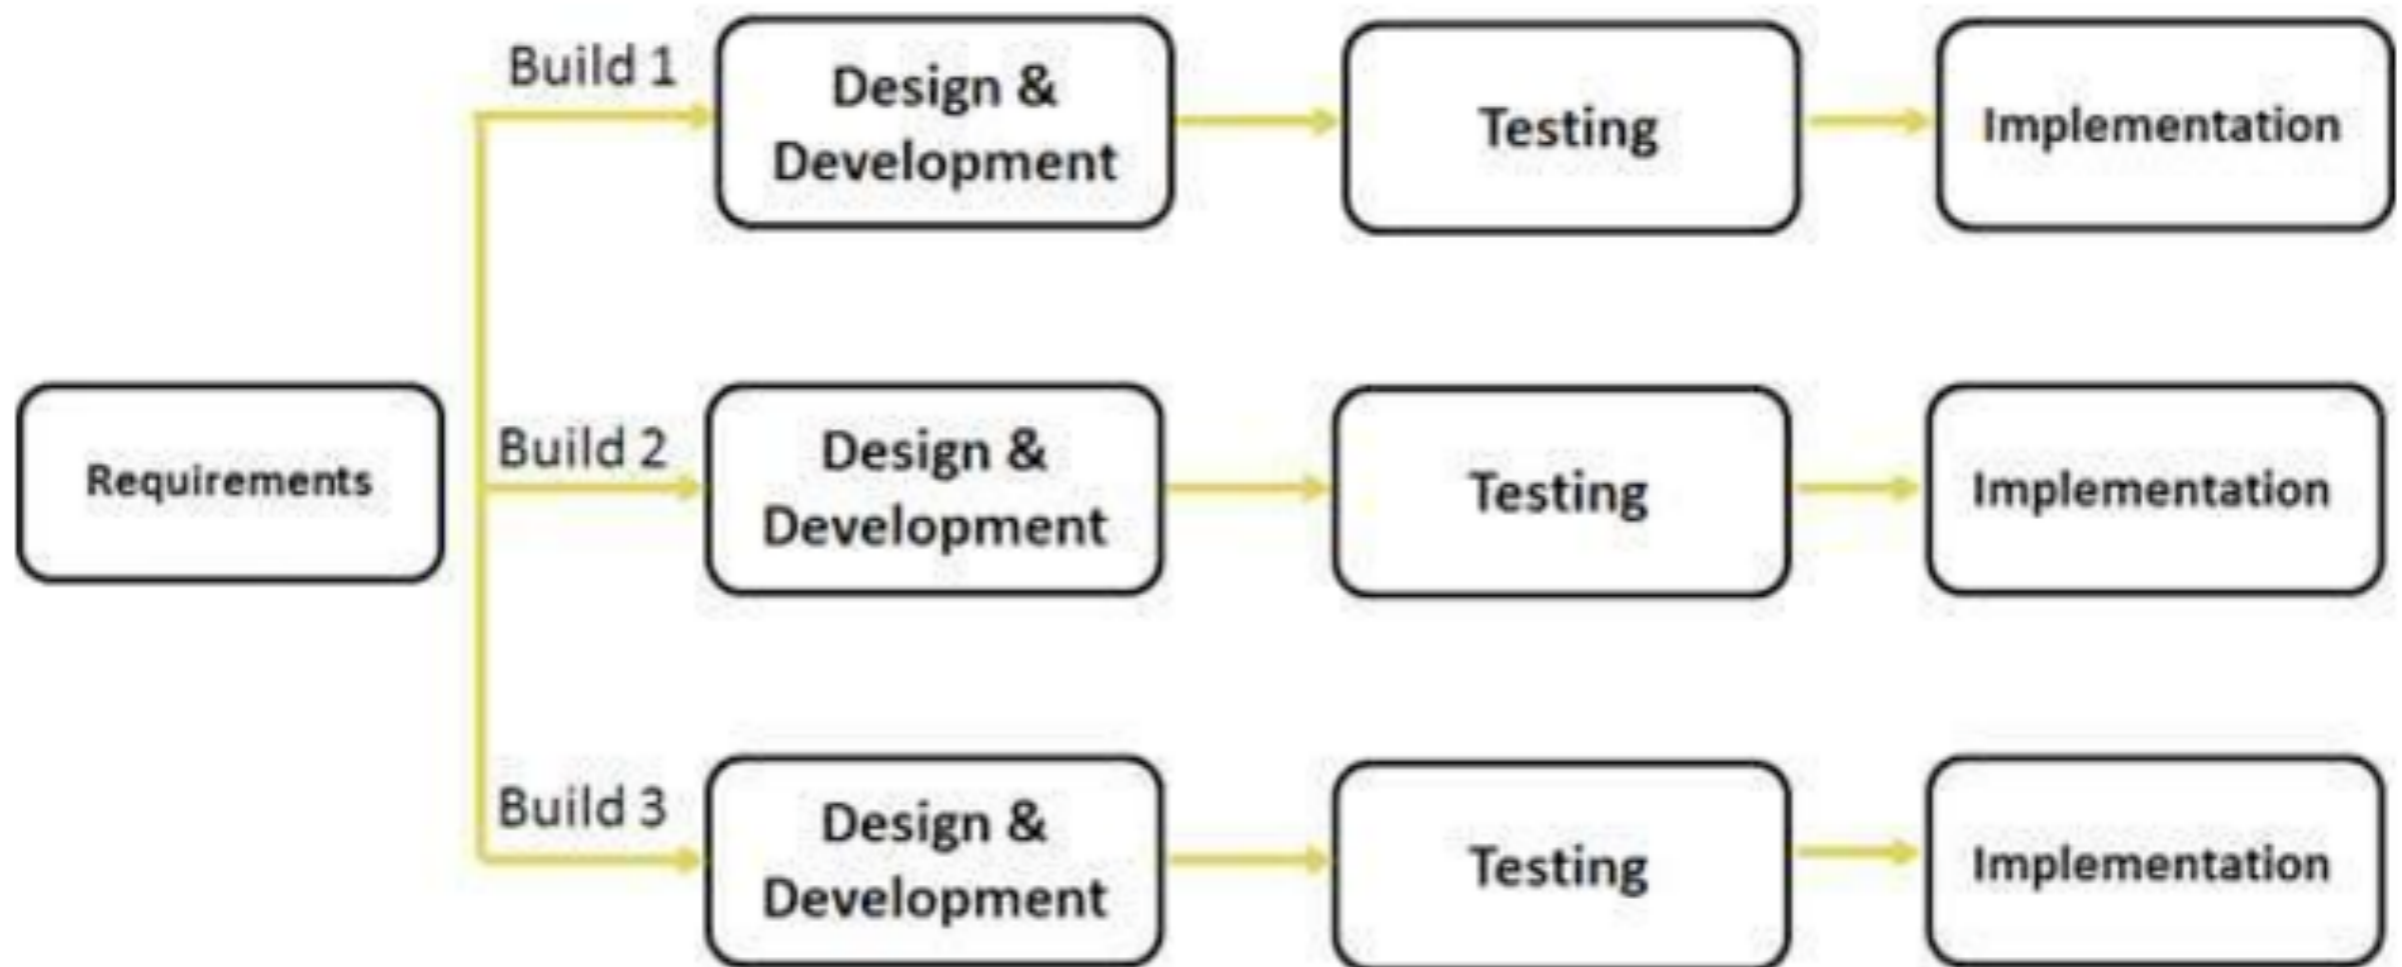 Build 1
Design &
Development
Testing
Implementation
Requirements
Build 2
Design &
Development
Testing
Implementation
Build 3
Design &
Development
Testing
Implementation